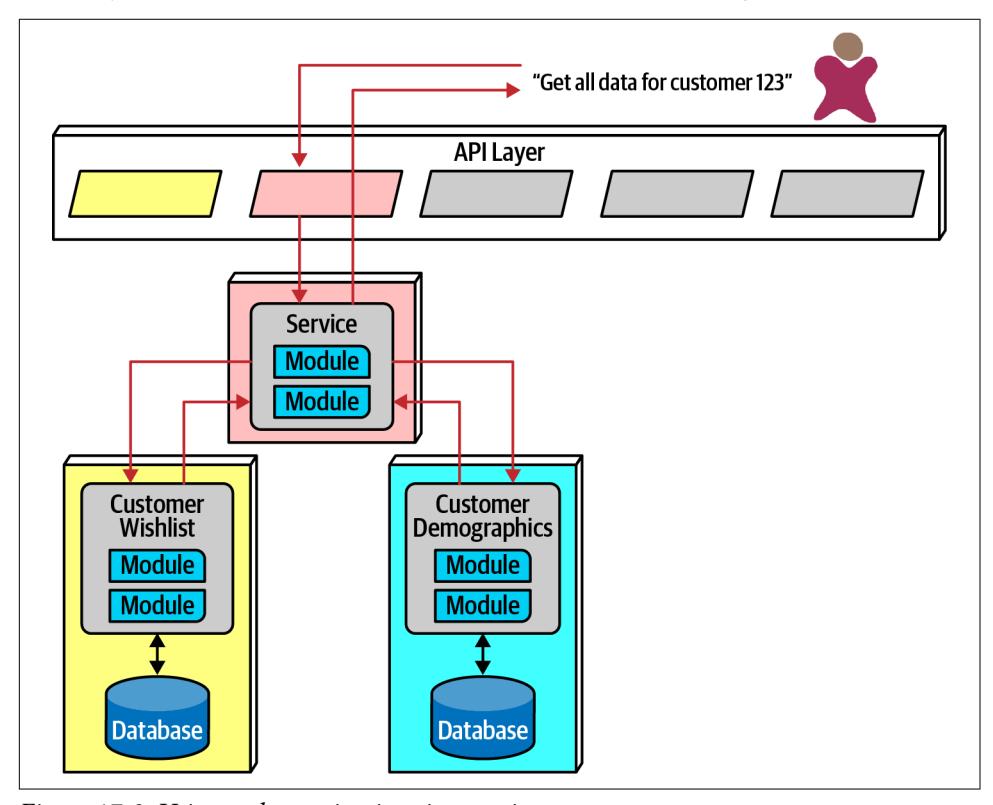 “Get all data for customer 123”
API Layer
Service
Module
Module
Customer
Wishlist
Module
Module
Database
Customer
Demographics
Module
Module
Database